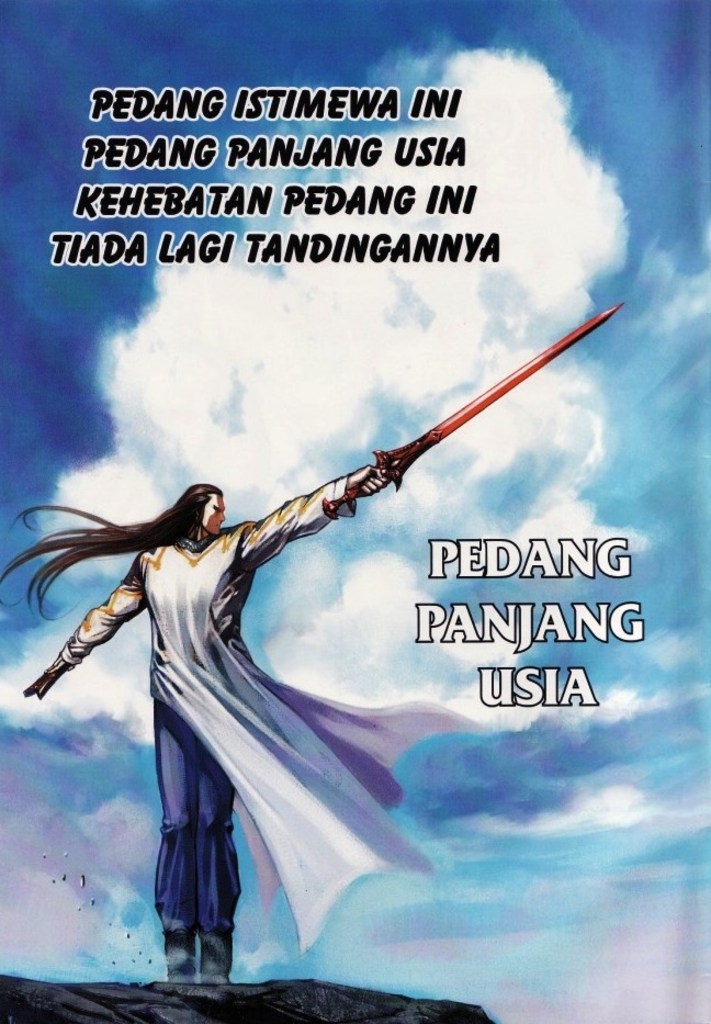 PEDANG ISTIMEWA INI
PEDANG PANJANG USIA
KEHEBATAN PEDANG INI
TIADA LAGI TANDINGANNYA
PEDANG
PANJANG
USIA